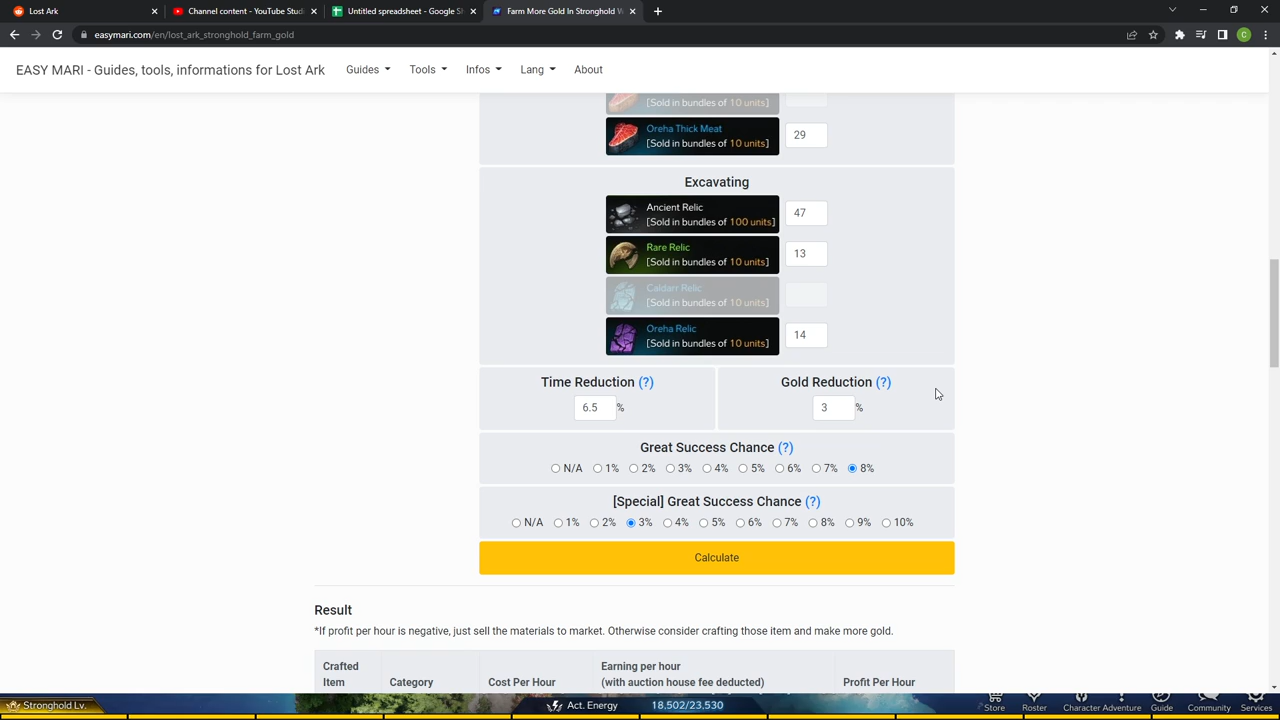 Lost Ark
Channel content - YouTube Stud
Untitled spreadsheet - Google S
Farm More Gold In Stronghold W
easymari.com/en/lost_ark_stronghold_farm_gold
C
EASY MARI - Guides, tools, informations for Lost Ark
Guides
Tools
Infos
Lang
About
[Sold in bundles of 10 units]
Oreha Thick Meat
[Sold in bundles of 10 units]
29
Excavating
Ancient Relic
[Sold in bundles of 100 units]
47
Rare Relic
[Sold in bundles of 10 units]
13
Caldarr Relic
[Sold in bundles of 10 units]
Oreha Relic
[Sold in bundles of 10 units]
14
Time Reduction (?)
6.5 %
Gold Reduction (?)
3 %
Great Success Chance (?)
N/A 1% 2% 3% 4% 5% 6% 7% 8%
[Special] Great Success Chance (?)
N/A 1% 2% 3% 4% 5% 6% 7% 8% 9% 10%
Calculate
Result
*If profit per hour is negative, just sell the materials to market. Otherwise consider crafting those item and make more gold.
Crafted
Item
Category
Cost Per Hour
Earning per hour
(with auction house fee deducted)
Profit Per Hour
Stronghold Lv.
Act. Energy
18,502/23,530
Store
Roster
Character
Adventure
Guide
Community
Services